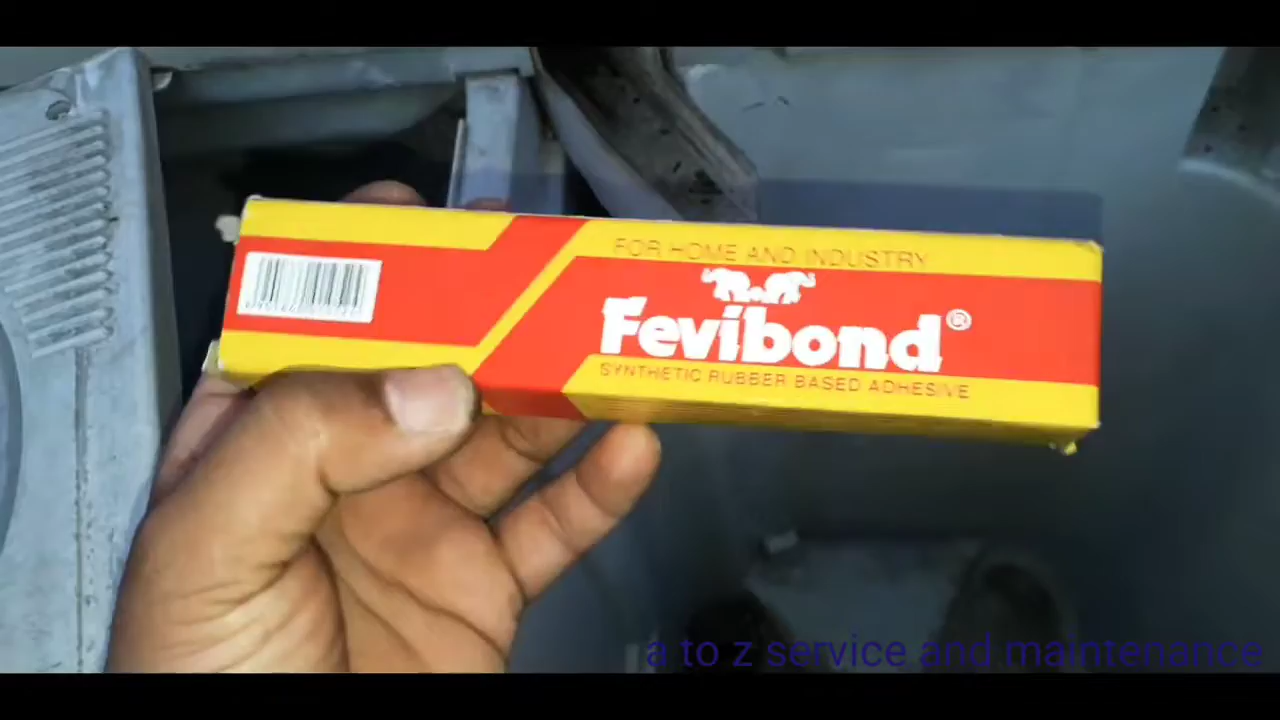 FOR HOME AND INDUSTRY
Fevibond®
SYNTHETIC RUBBER BASED ADHESIVE
a to z service and maintenance